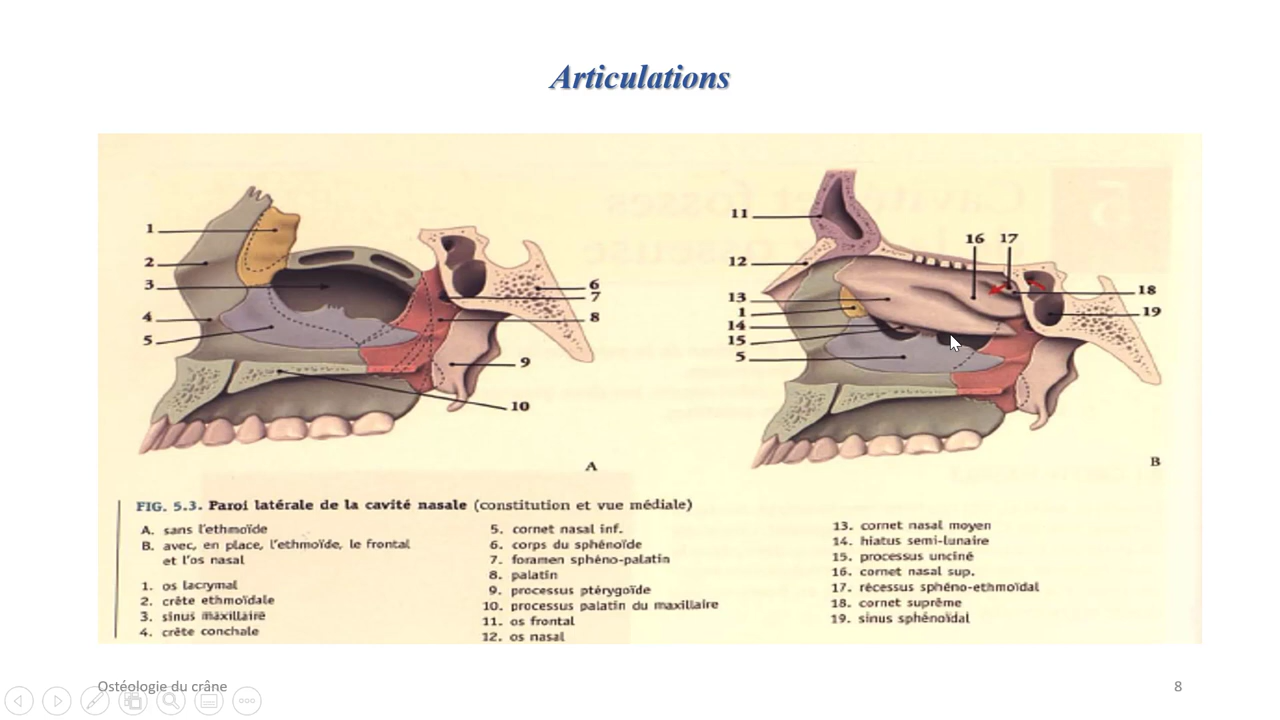 Articulations
1
2
3
4
5
6
7
8
9
10
A
11
12
13
1
14
15
5
16 17
18
19
B
FIG. 5.3. Paroi latérale de la cavité nasale (constitution et vue médiale)
A. sans l'ethmoïde
B. avec, en place, l'ethmoïde, le frontal
et l'os nasal
1. os lacrymal
2. crête ethmoïdale
3. sinus maxillaire
4. crête conchale
5. cornet nasal inf.
6. corps du sphénoïde
7. foramen sphéno-palatin
8. palatin
9. processus ptérygoïde
10. processus palatin du maxillaire
11. os frontal
12. os nasal
13. cornet nasal moyen
14. hiatus semi-lunaire
15. processus unciné
16. cornet nasal sup.
17. récessus sphéno-ethmoïdal
18. cornet suprême
19. sinus sphénoïdal
Ostéologie du crâne
8